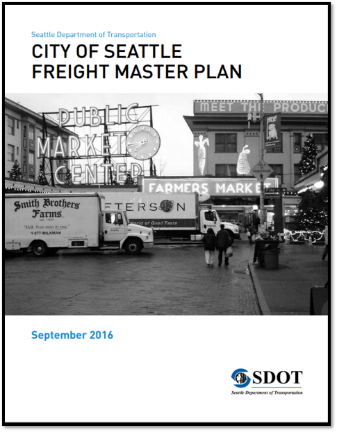 Seattle Department of Transportation
CITY OF SEATTLE
FREIGHT MASTER PLAN
PUBLIC
MARKET
CENTER
MEET THE PRODUC
FARMERS MARKET
Smith Brothers
Farms.
TERSON
September 2016
SDOT
Seattle Department of Transportation